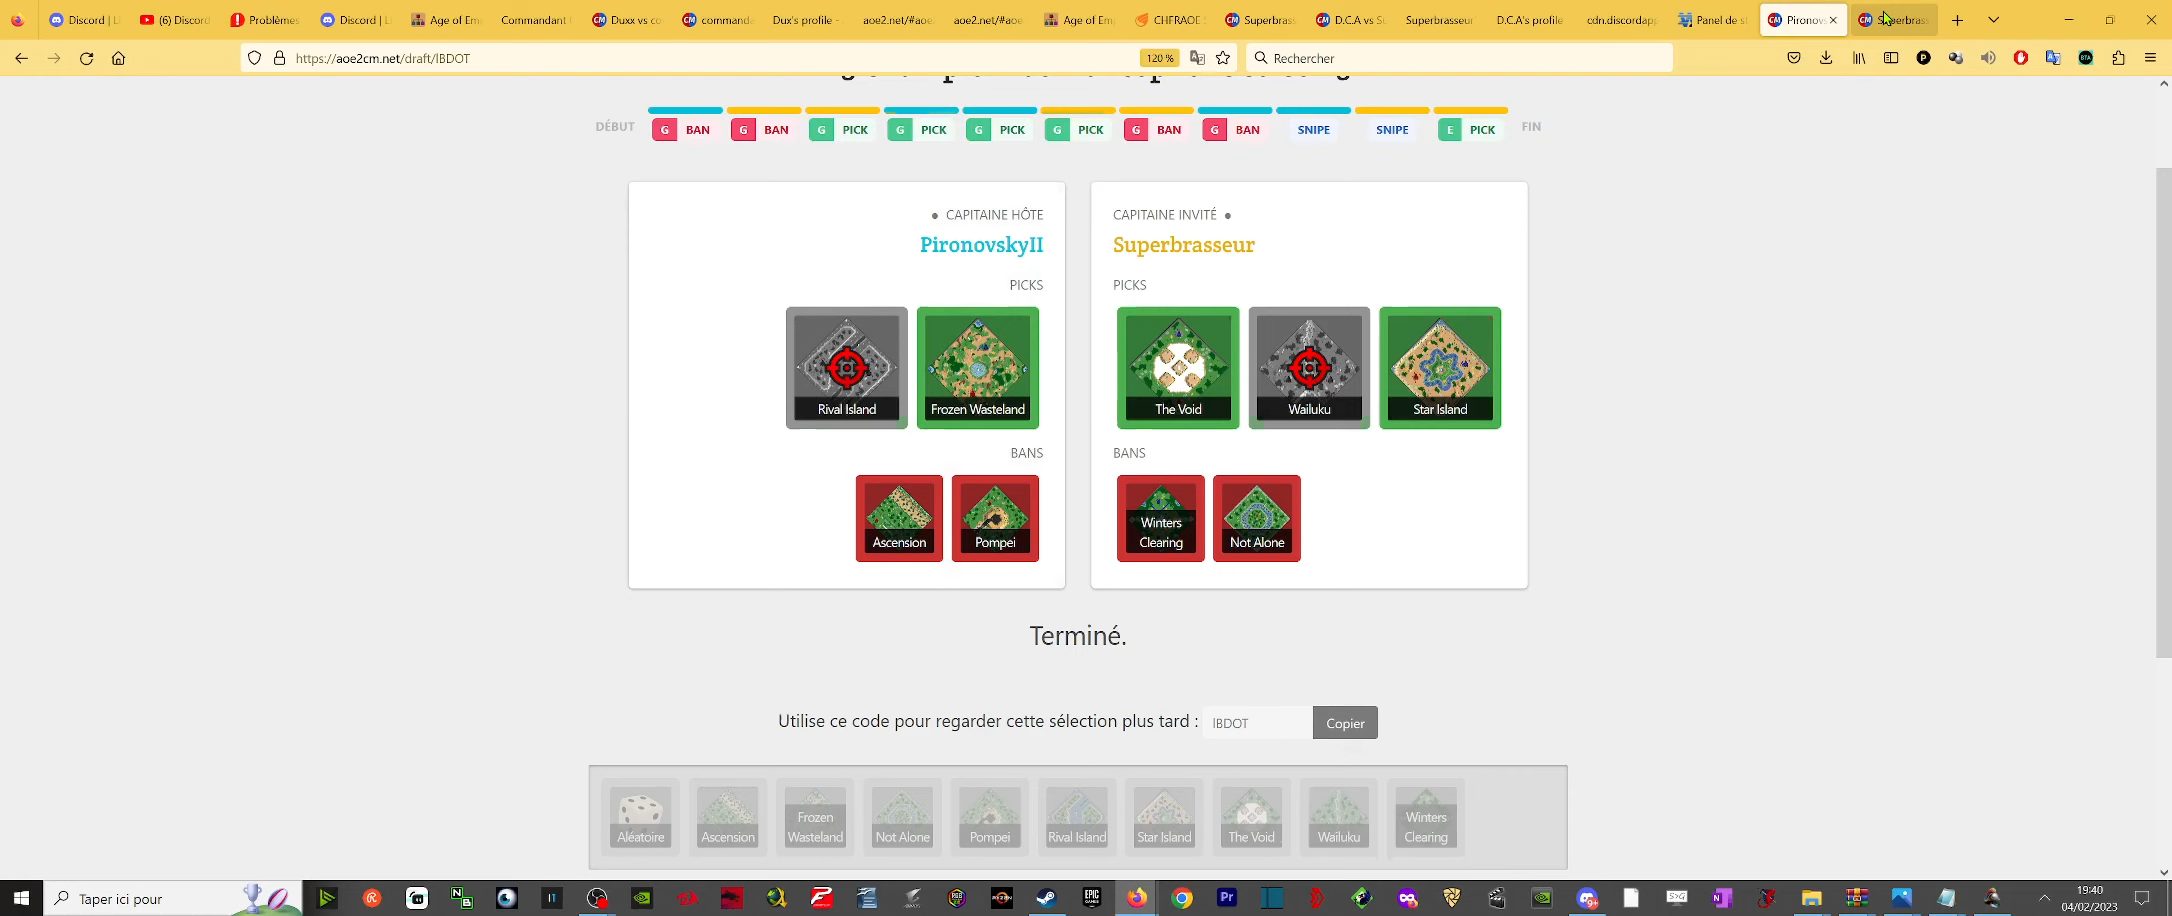 Discord | Li
(6) Discord
Problèmes
Discord | Li
Age of Em
Commandant
Duxx vs co
command
Dux's profile -
aoe2.net/#aoe
aoe2.net/#aoe
Age of Em
CHFRAOE
Superbrass
D.C.A vs Su
Superbrasseur
D.C.A's profile
cdn.discordapp
Panel de s
Pironovs
Superbrass
https://aoe2cm.net/draft/IBDOT
120 %
Rechercher
DÉBUT
G BAN
G BAN
G PICK
G PICK
G PICK
G PICK
G BAN
G BAN
SNIPE
SNIPE
E PICK
FIN
CAPITAINE HÔTE
PironovskyII
PICKS
Rival Island
Frozen Wasteland
BANS
Ascension
Pompei
CAPITAINE INVITÉ
Superbrasseur
PICKS
The Void
Wailuku
Star Island
BANS
Winters
Clearing
Not Alone
Terminé.
Utilise ce code pour regarder cette sélection plus tard :
IBDOT
Copier
Aléatoire
Ascension
Frozen
Wasteland
Not Alone
Pompei
Rival Island
Star Island
The Void
Wailuku
Winters
Clearing
Taper ici pour
19:40
04/02/2023